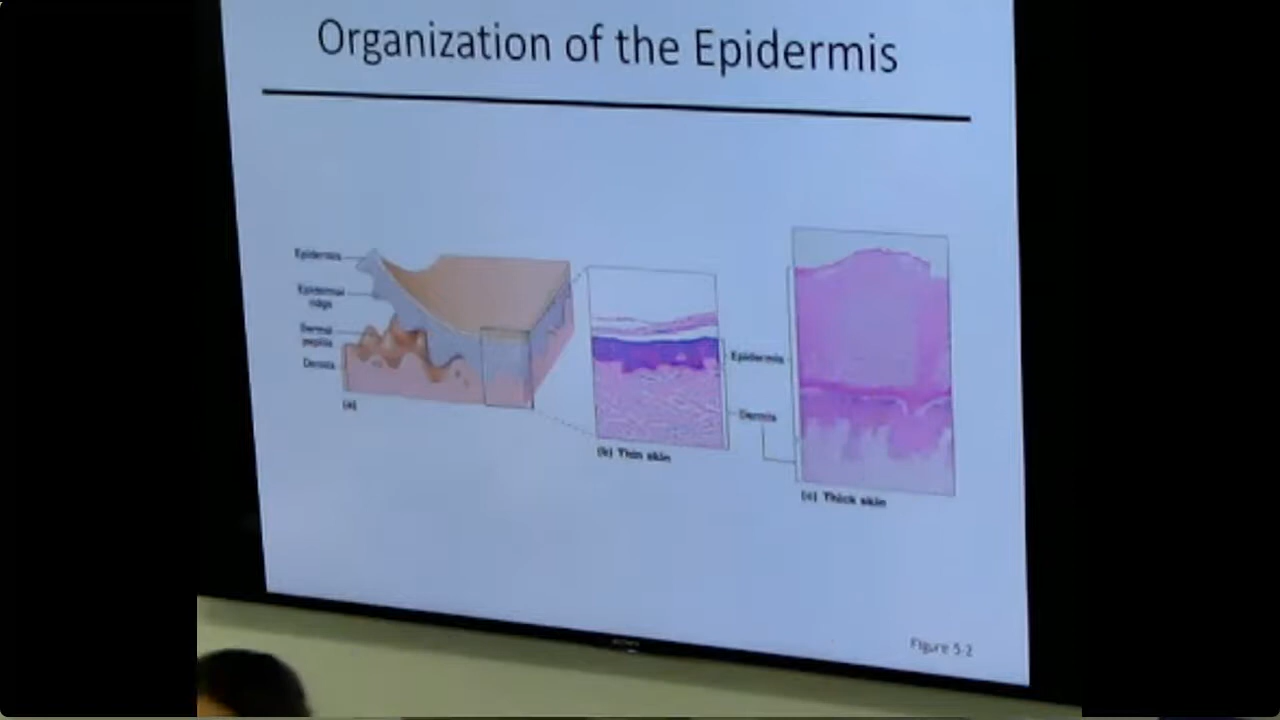 Organization of the Epidermis
Epidermis
Epidermal
ridge
Dermal
papilla
Dermis
(a)
Epidermis
Dermis
(b) Thin skin
(c) Thick skin
Figure 5-2